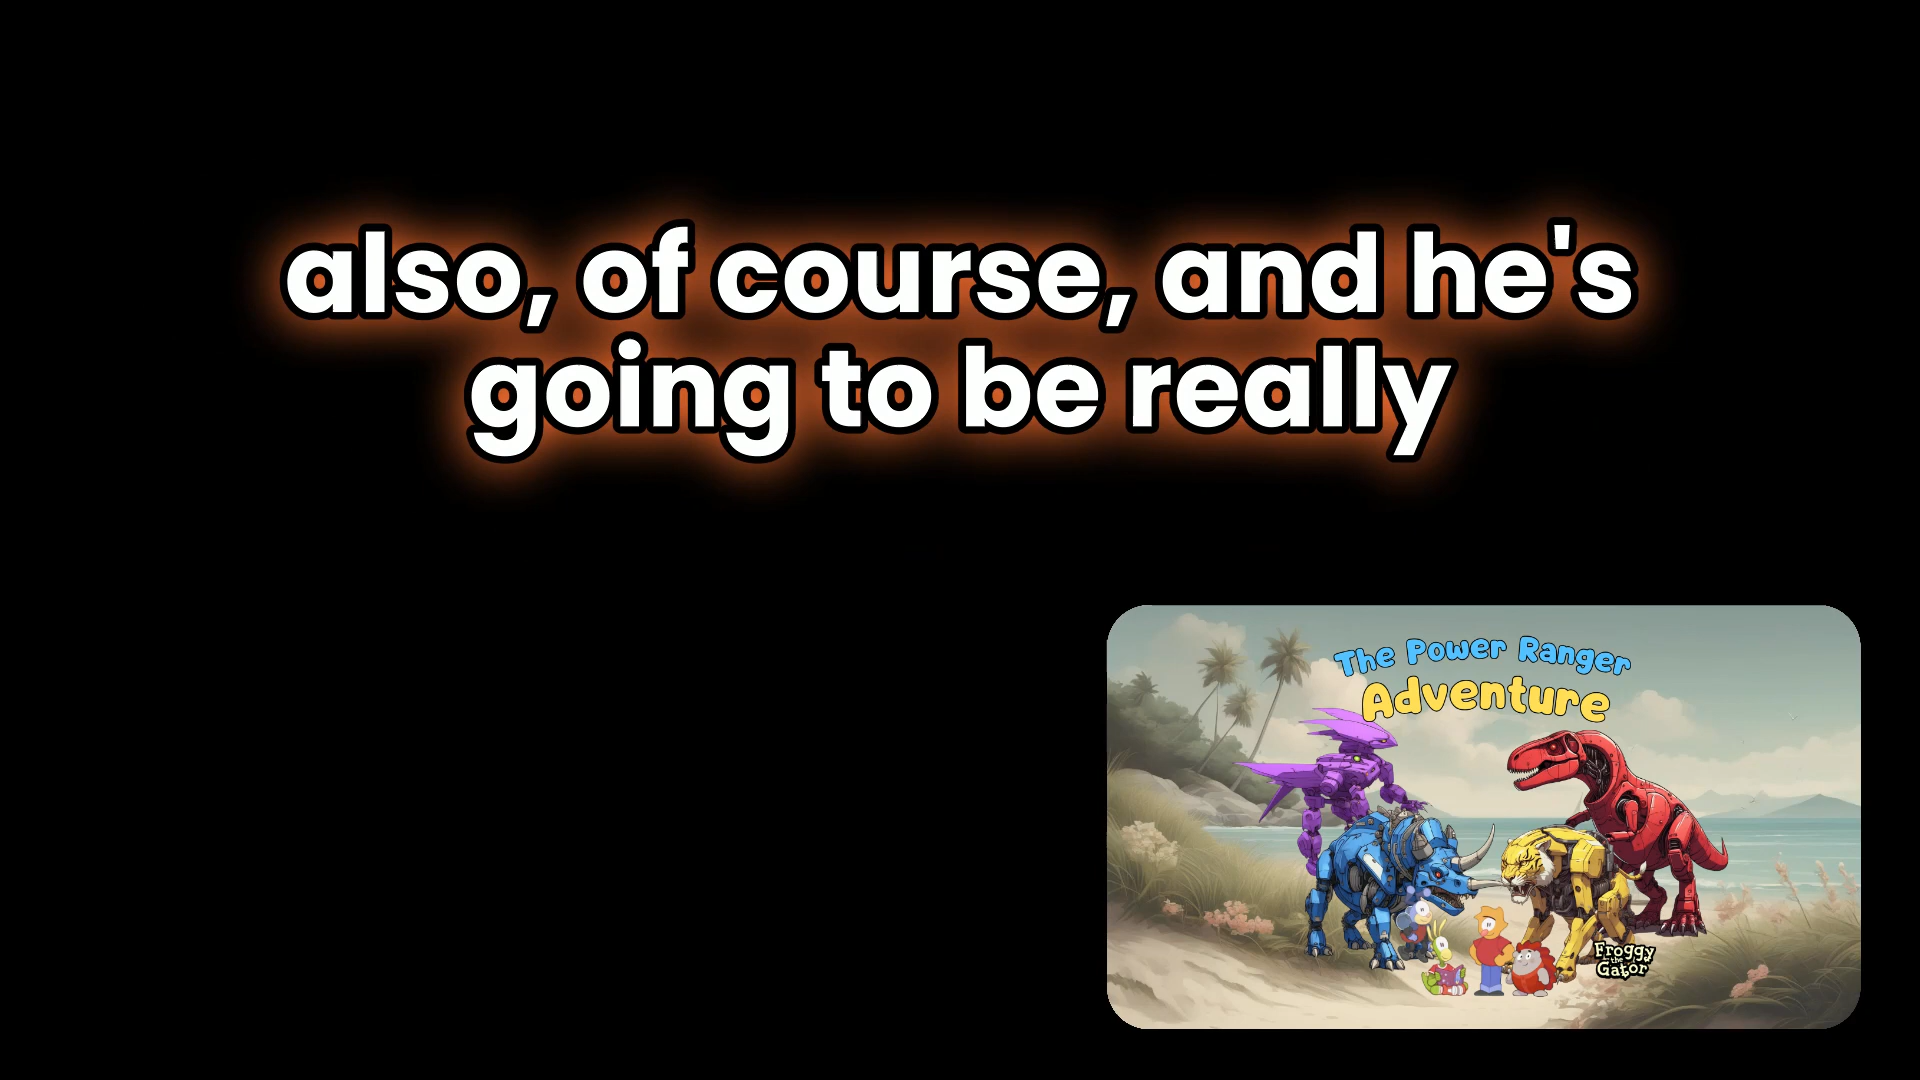 also, of course, and he's
going to be really
The Power Ranger
Adventure
Froggy
the
Gator